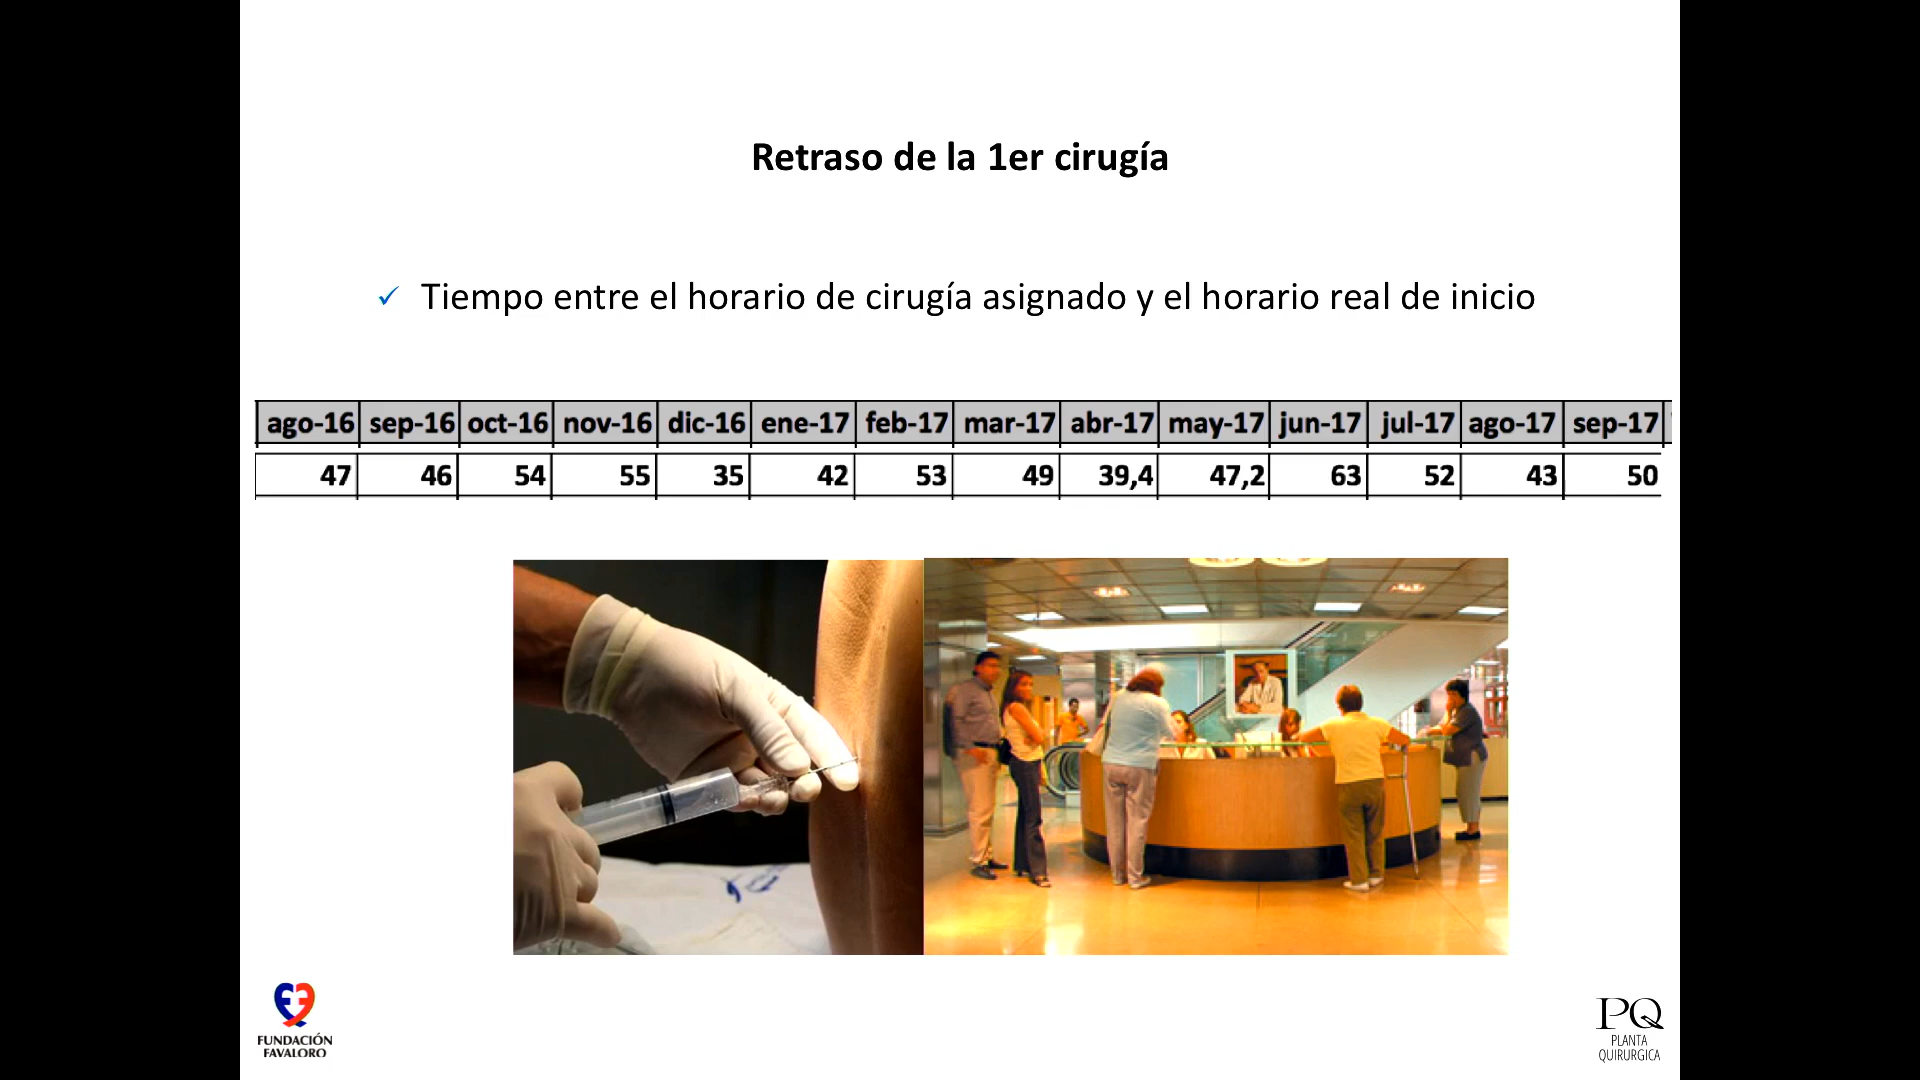 Retraso de la 1er cirugía
✓ Tiempo entre el horario de cirugía asignado y el horario real de inicio
ago-16 sep-16 oct-16 nov-16 dic-16 ene-17 feb-17 mar-17 abr-17 may-17 jun-17 jul-17 ago-17 sep-17
47 46 54 55 35 42 53 49 39,4 47,2 63 52 43 50
FUNDACIÓN
FAVALORO
PQ
PLANTA
QUIRURGICA